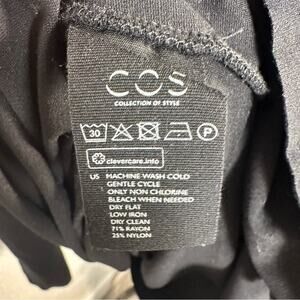 COS
COLLECTION OF STYLE
30 P
clevercare.info
US MACHINE WASH COLD
GENTLE CYCLE
ONLY NON CHLORINE
BLEACH WHEN NEEDED
DRY FLAT
LOW IRON
DRY CLEAN
71% RAYON
25% NYLON